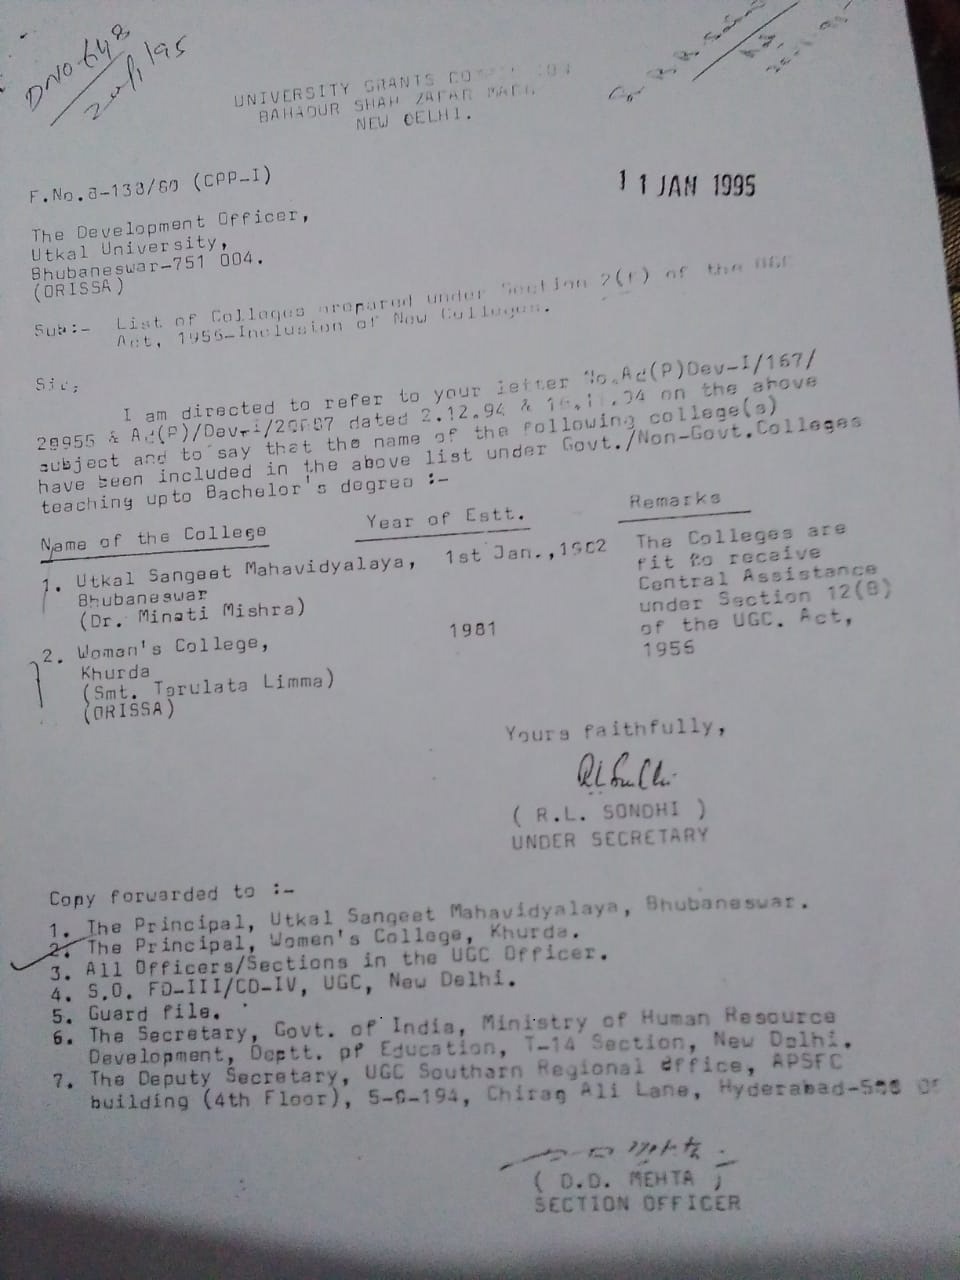 DNO-648
20/1/95
UNIVERSITY GRANTS
BAHADUR SHAH ZAFAR MARG
NEW DELHI.
F.No.8-138/80 (CPP-I)
11 JAN 1995
The Development Officer,
Utkal University,
Bhubaneswar-751 004.
(ORISSA)
Sub:- List of Colleges prepared under Section 2(f) of the UGC
Act, 1956-Inclusion of New Colleges.
Sir,
I am directed to refer to your letter No.Ad(P)Dev-I/167/
20955 & Ad(P)/Dev-I/ dated 2.12.94 & on the above
subject and to say that the name of the following college(s)
have been included in the above list under Govt./Non-Govt.Colleges
teaching upto Bachelor's degree :-
Name of the College Year of Estt. Remarks
1. Utkal Sangeet Mahavidyalaya, 1st Jan., The Colleges are
Bhubaneswar fit to receive
(Dr. Minati Mishra) Central Assistance
under Section 12(B)
2. Woman's College, 1981 of the UGC. Act,
Khurda 1956
(Smt. Tarulata Limma)
(ORISSA)
Yours faithfully,
( R.L. SONDHI )
UNDER SECRETARY
Copy forwarded to :-
1. The Principal, Utkal Sangeet Mahavidyalaya, Bhubaneswar.
2. The Principal, Women's College, Khurda.
3. All Officers/Sections in the UGC Officer.
4. S.O. FD-III/CD-IV, UGC, New Delhi.
5. Guard file.
6. The Secretary, Govt. of India, Ministry of Human Resource
Development, Deptt. of Education, T-14 Section, New Delhi.
7. The Deputy Secretary, UGC Southern Regional Office, APSFC
building (4th Floor), 5-9-194, Chirag Ali Lane, Hyderabad-500
( D.D. MEHTA )
SECTION OFFICER